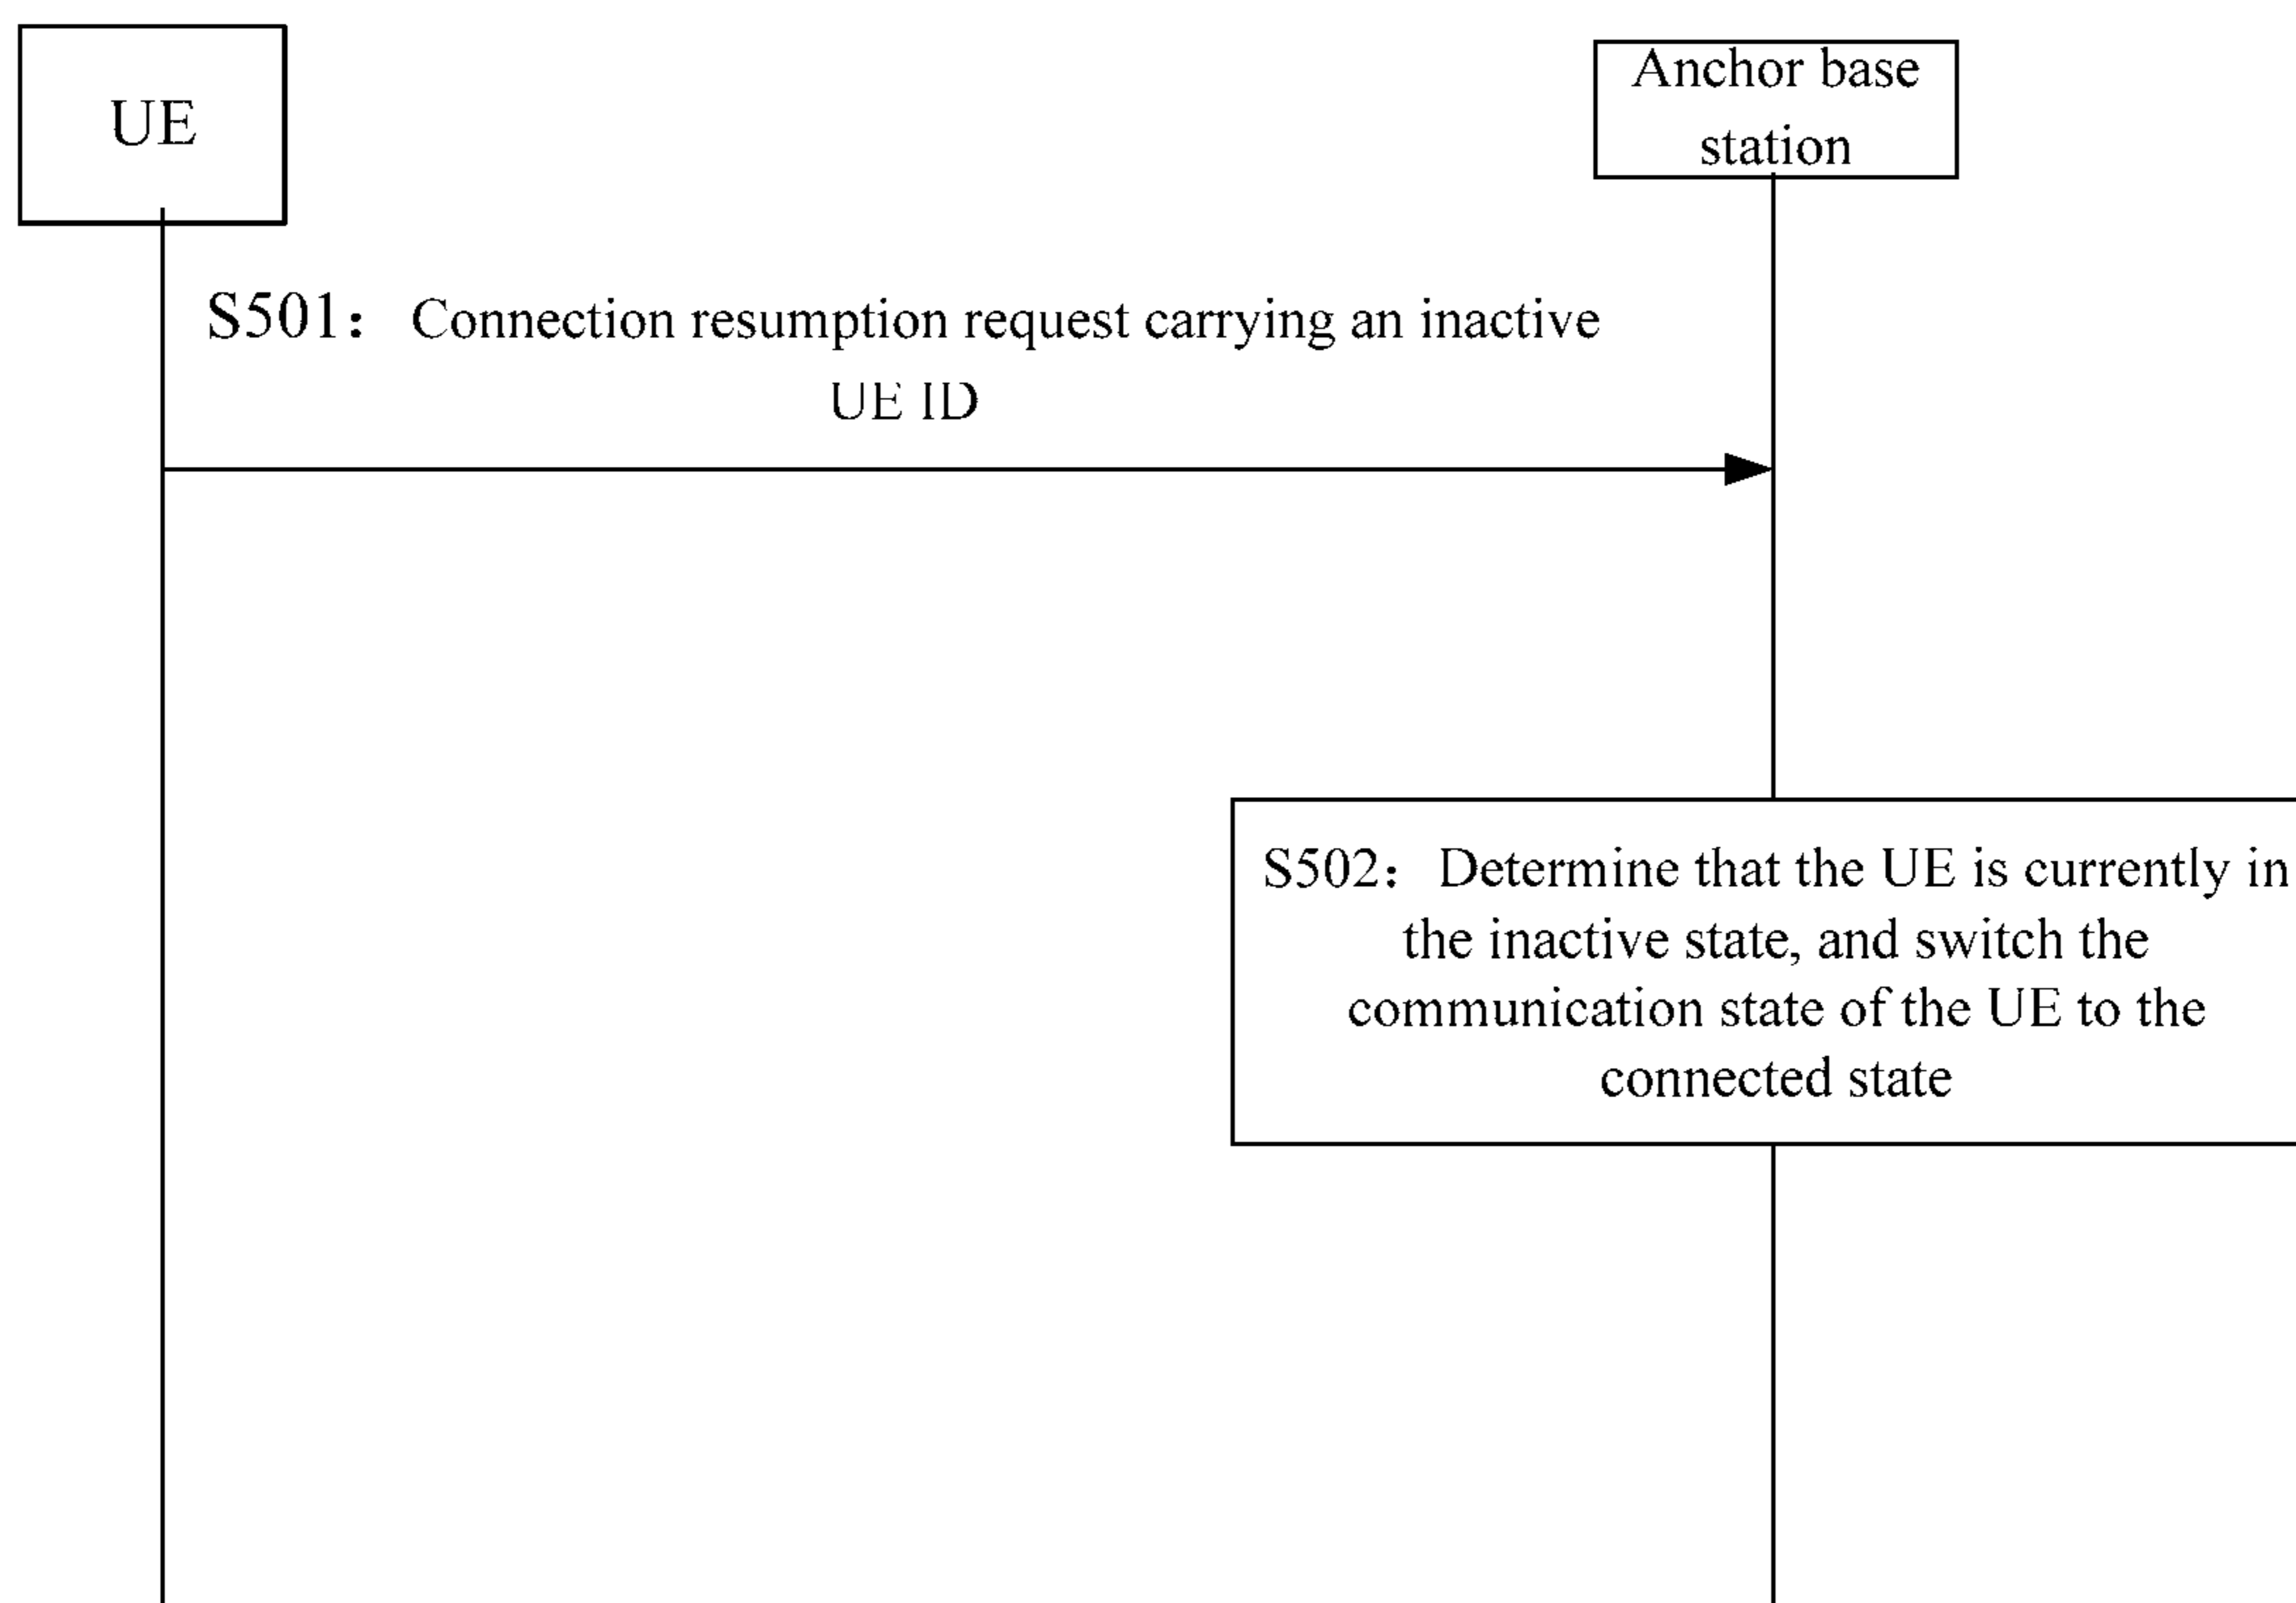 UE
Anchor base
station
S501： Connection resumption request carrying an inactive
UE ID
S502： Determine that the UE is currently in
the inactive state, and switch the
communication state of the UE to the
connected state